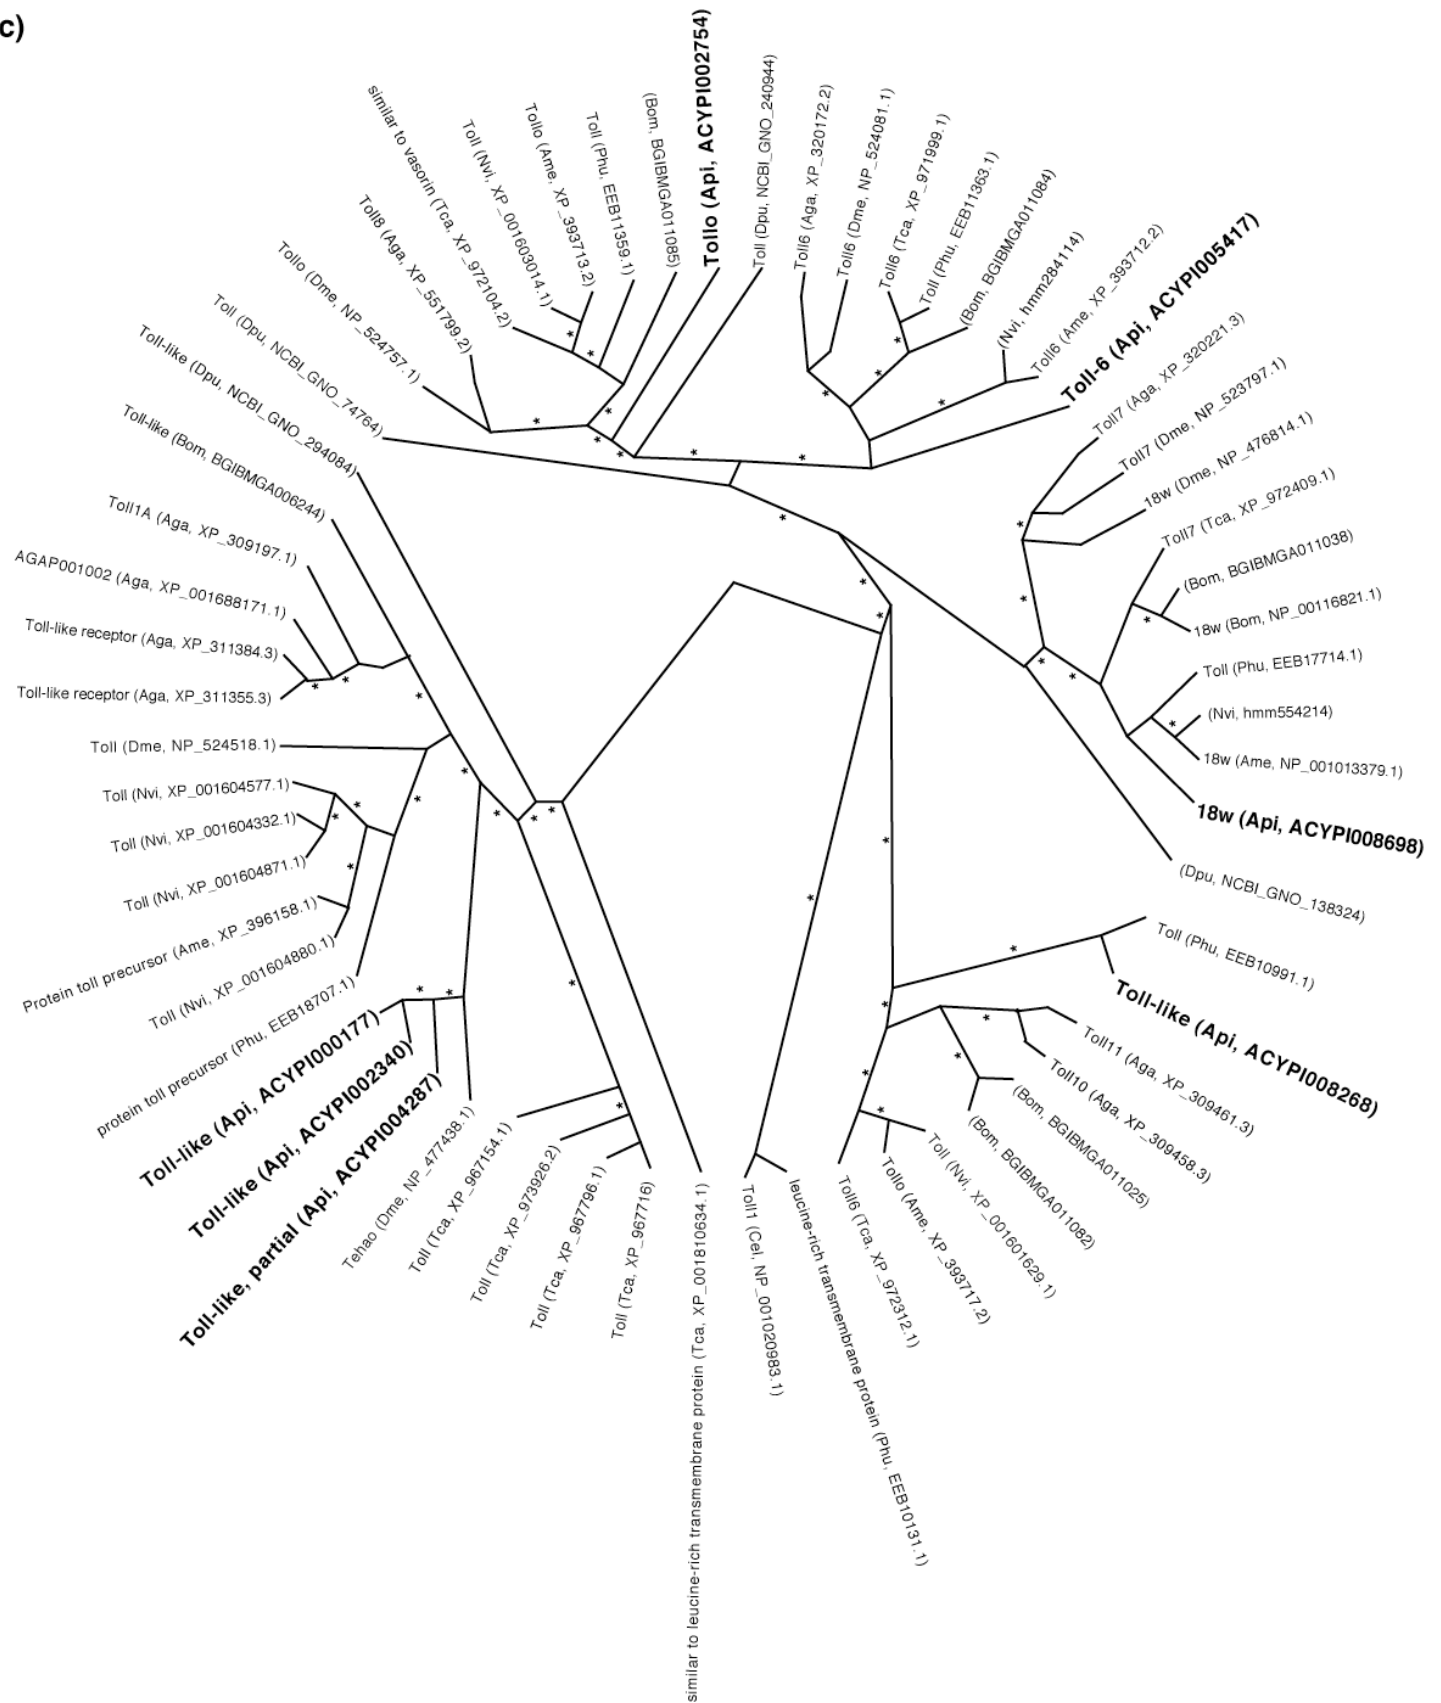 c)
Tollo (Api, ACYPI002754)
Toll (Dpu, NCBI_GNO_240944)
Toll6 (Aga, XP_320172.2)
Toll6 (Dme, NP_524081.1)
Toll6 (Tca, XP_971999.1)
Toll (Phu, EEB11363.1)
(Bom, BGIBMGA011084)
(Nvi, hmm284114)
Toll6 (Ame, XP_393712.2)
Toll-6 (Api, ACYPI005417)
Toll7 (Aga, XP_320221.3)
Toll7 (Dme, NP_523797.1)
18w (Dme, NP_476814.1)
Toll7 (Tca, XP_972409.1)
(Bom, BGIBMGA011038)
18w (Bom, NP_00116821.1)
Toll (Phu, EEB17714.1)
(Nvi, hmm554214)
18w (Ame, NP_001013379.1)
18w (Api, ACYPI008698)
(Dpu, NCBI_GNO_138324)
Toll (Phu, EEB10991.1)
Toll-like (Api, ACYPI008268)
Toll11 (Aga, XP_309461.3)
Toll10 (Aga, XP_309458.3)
(Bom, BGIBMGA011025)
(Bom, BGIBMGA011082)
Toll (Nvi, XP_001601629.1)
Tollo (Ame, XP_393717.2)
Toll6 (Tca, XP_972312.1)
leucine-rich transmembrane protein (Phu, EEB10131.1)
Toll1 (Cel, NP_001020983.1)
similar to leucine-rich transmembrane protein (Tca, XP_001810634.1)
Toll (Tca, XP_967716)
Toll (Tca, XP_967796.1)
Toll (Tca, XP_973926.2)
Toll (Tca, XP_967154.1)
Tehao (Dme, NP_477438.1)
Toll-like, partial (Api, ACYPI004287)
Toll-like (Api, ACYPI002340)
Toll-like (Api, ACYPI000177)
protein toll precursor (Phu, EEB18707.1)
Toll (Nvi, XP_001604880.1)
Protein toll precursor (Ame, XP_396158.1)
Toll (Nvi, XP_001604871.1)
Toll (Nvi, XP_001604332.1)
Toll (Nvi, XP_001604577.1)
Toll (Dme, NP_524518.1)
Toll-like receptor (Aga, XP_311355.3)
Toll-like receptor (Aga, XP_311384.3)
AGAP001002 (Aga, XP_001688171.1)
Toll1A (Aga, XP_309197.1)
Toll-like (Bom, BGIBMGA006244)
Toll-like (Dpu, NCBI_GNO_294084)
Toll (Dpu, NCBI_GNO_74764)
Tollo (Dme, NP_524757.1)
Toll8 (Aga, XP_551799.2)
similar to vasorin (Tca, XP_972104.2)
Toll (Nvi, XP_001603014.1)
Tollo (Ame, XP_393713.2)
Toll (Phu, EEB11359.1)
(Bom, BGIBMGA011085)